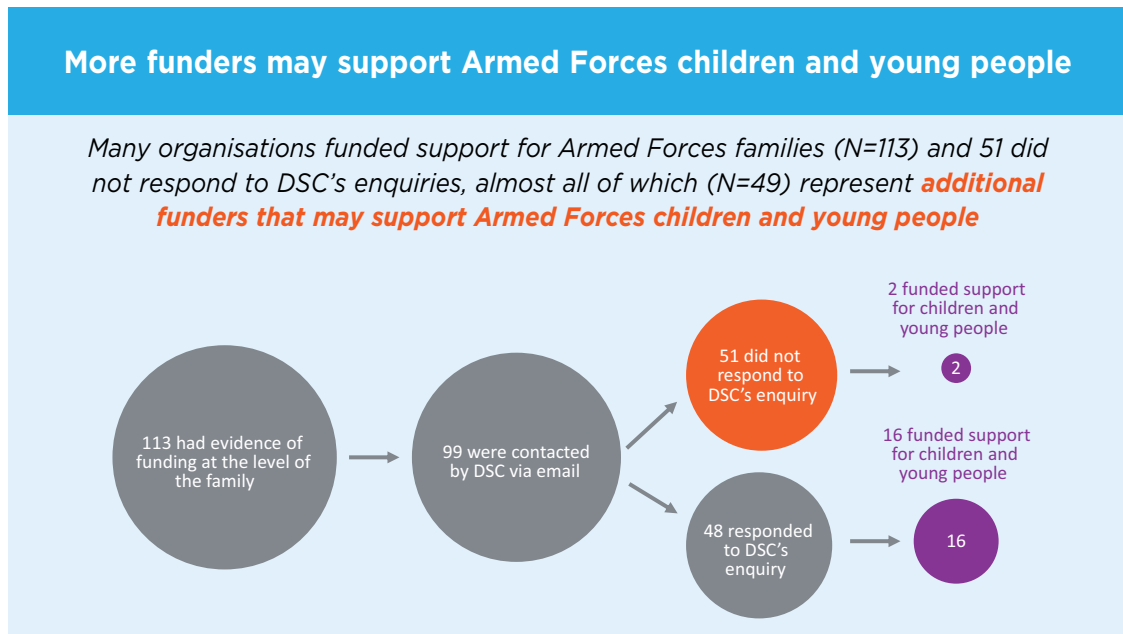 More funders may support Armed Forces children and young people
Many organisations funded support for Armed Forces families (N=113) and 51 did
not respond to DSC's enquiries, almost all of which (N=49) represent additional
funders that may support Armed Forces children and young people
113 had evidence of
funding at the level of
the family
99 were contacted
by DSC via email
51 did not
respond to
DSC's enquiry
2 funded support
for children and
young people
2
48 responded
to DSC's
enquiry
16 funded support
for children and
young people
16